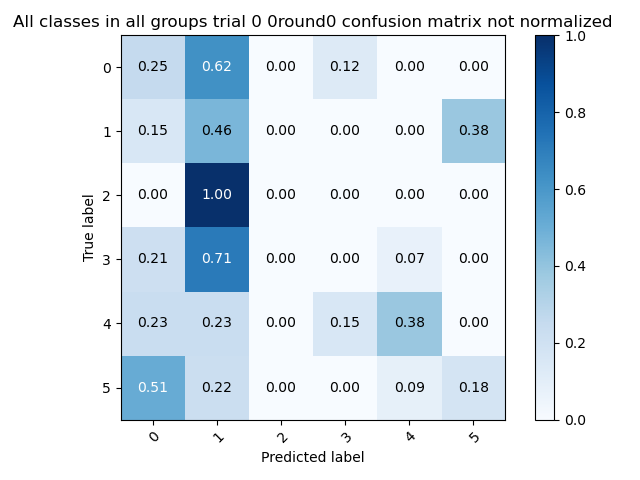 All classes in all groups trial 0 0round0 confusion matrix not normalized
0 0.25 0.62 0.00 0.12 0.00 0.00
1 0.15 0.46 0.00 0.00 0.00 0.38
2 0.00 1.00 0.00 0.00 0.00 0.00
3 0.21 0.71 0.00 0.00 0.07 0.00
4 0.23 0.23 0.00 0.15 0.38 0.00
5 0.51 0.22 0.00 0.00 0.09 0.18
0 1 2 3 4 5
True label
Predicted label
1.0
0.8
0.6
0.4
0.2
0.0